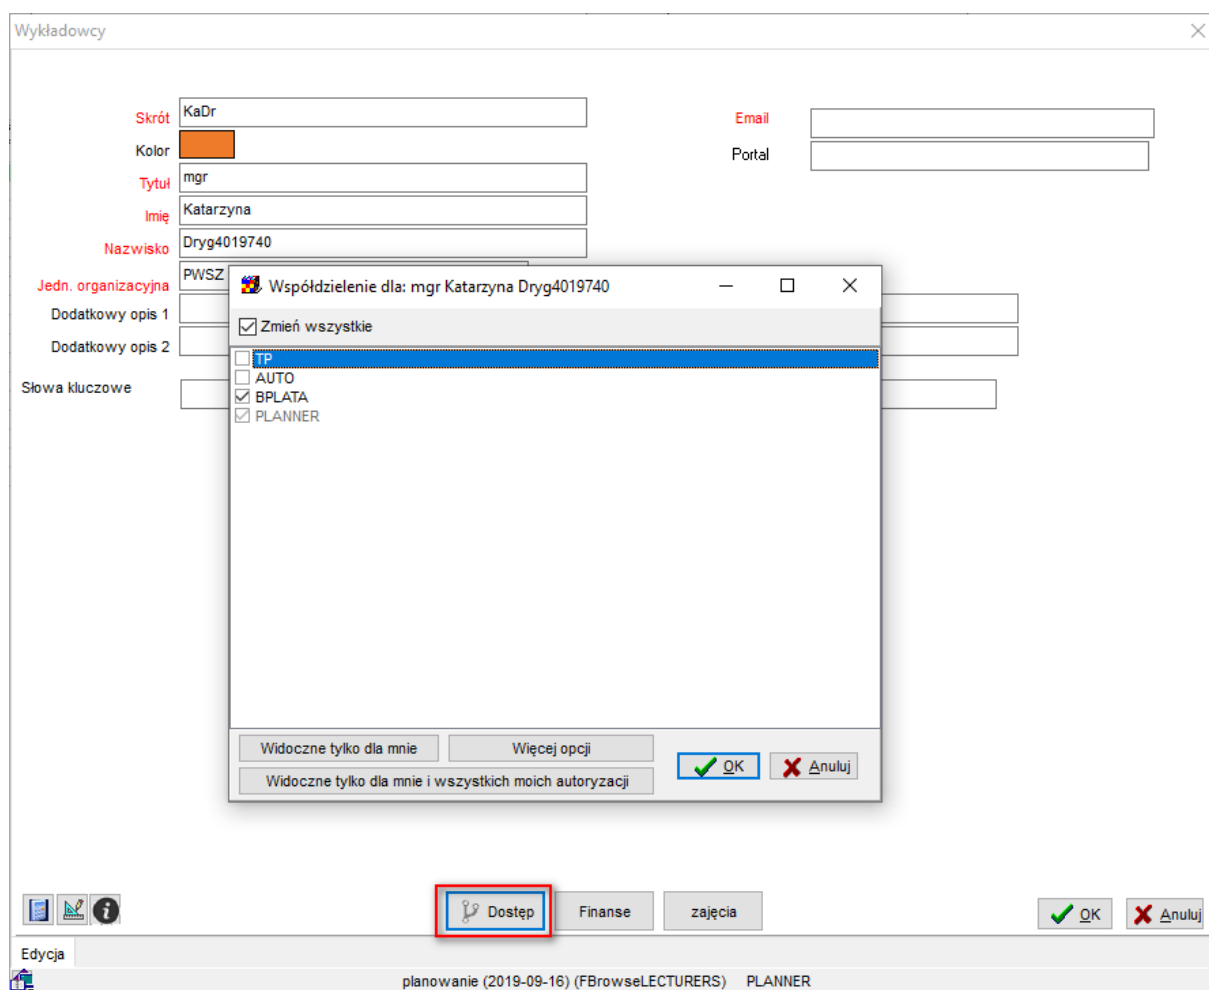 Wykładowcy
Skrót KaDr
Email
Kolor
Portal
Tytuł mgr
Imię Katarzyna
Nazwisko Dryg4019740
Jedn. organizacyjna PWSZ
Dodatkowy opis 1
Dodatkowy opis 2
Słowa kluczowe
Współdzielenie dla: mgr Katarzyna Dryg4019740
Zmień wszystkie
TP
AUTO
BPLATA
PLANNER
Widoczne tylko dla mnie Więcej opcji
OK Anuluj
Widoczne tylko dla mnie i wszystkich moich autoryzacji
Dostęp Finanse zajęcia OK Anuluj
Edycja
planowanie (2019-09-16) (FBrowseLECTURERS) PLANNER